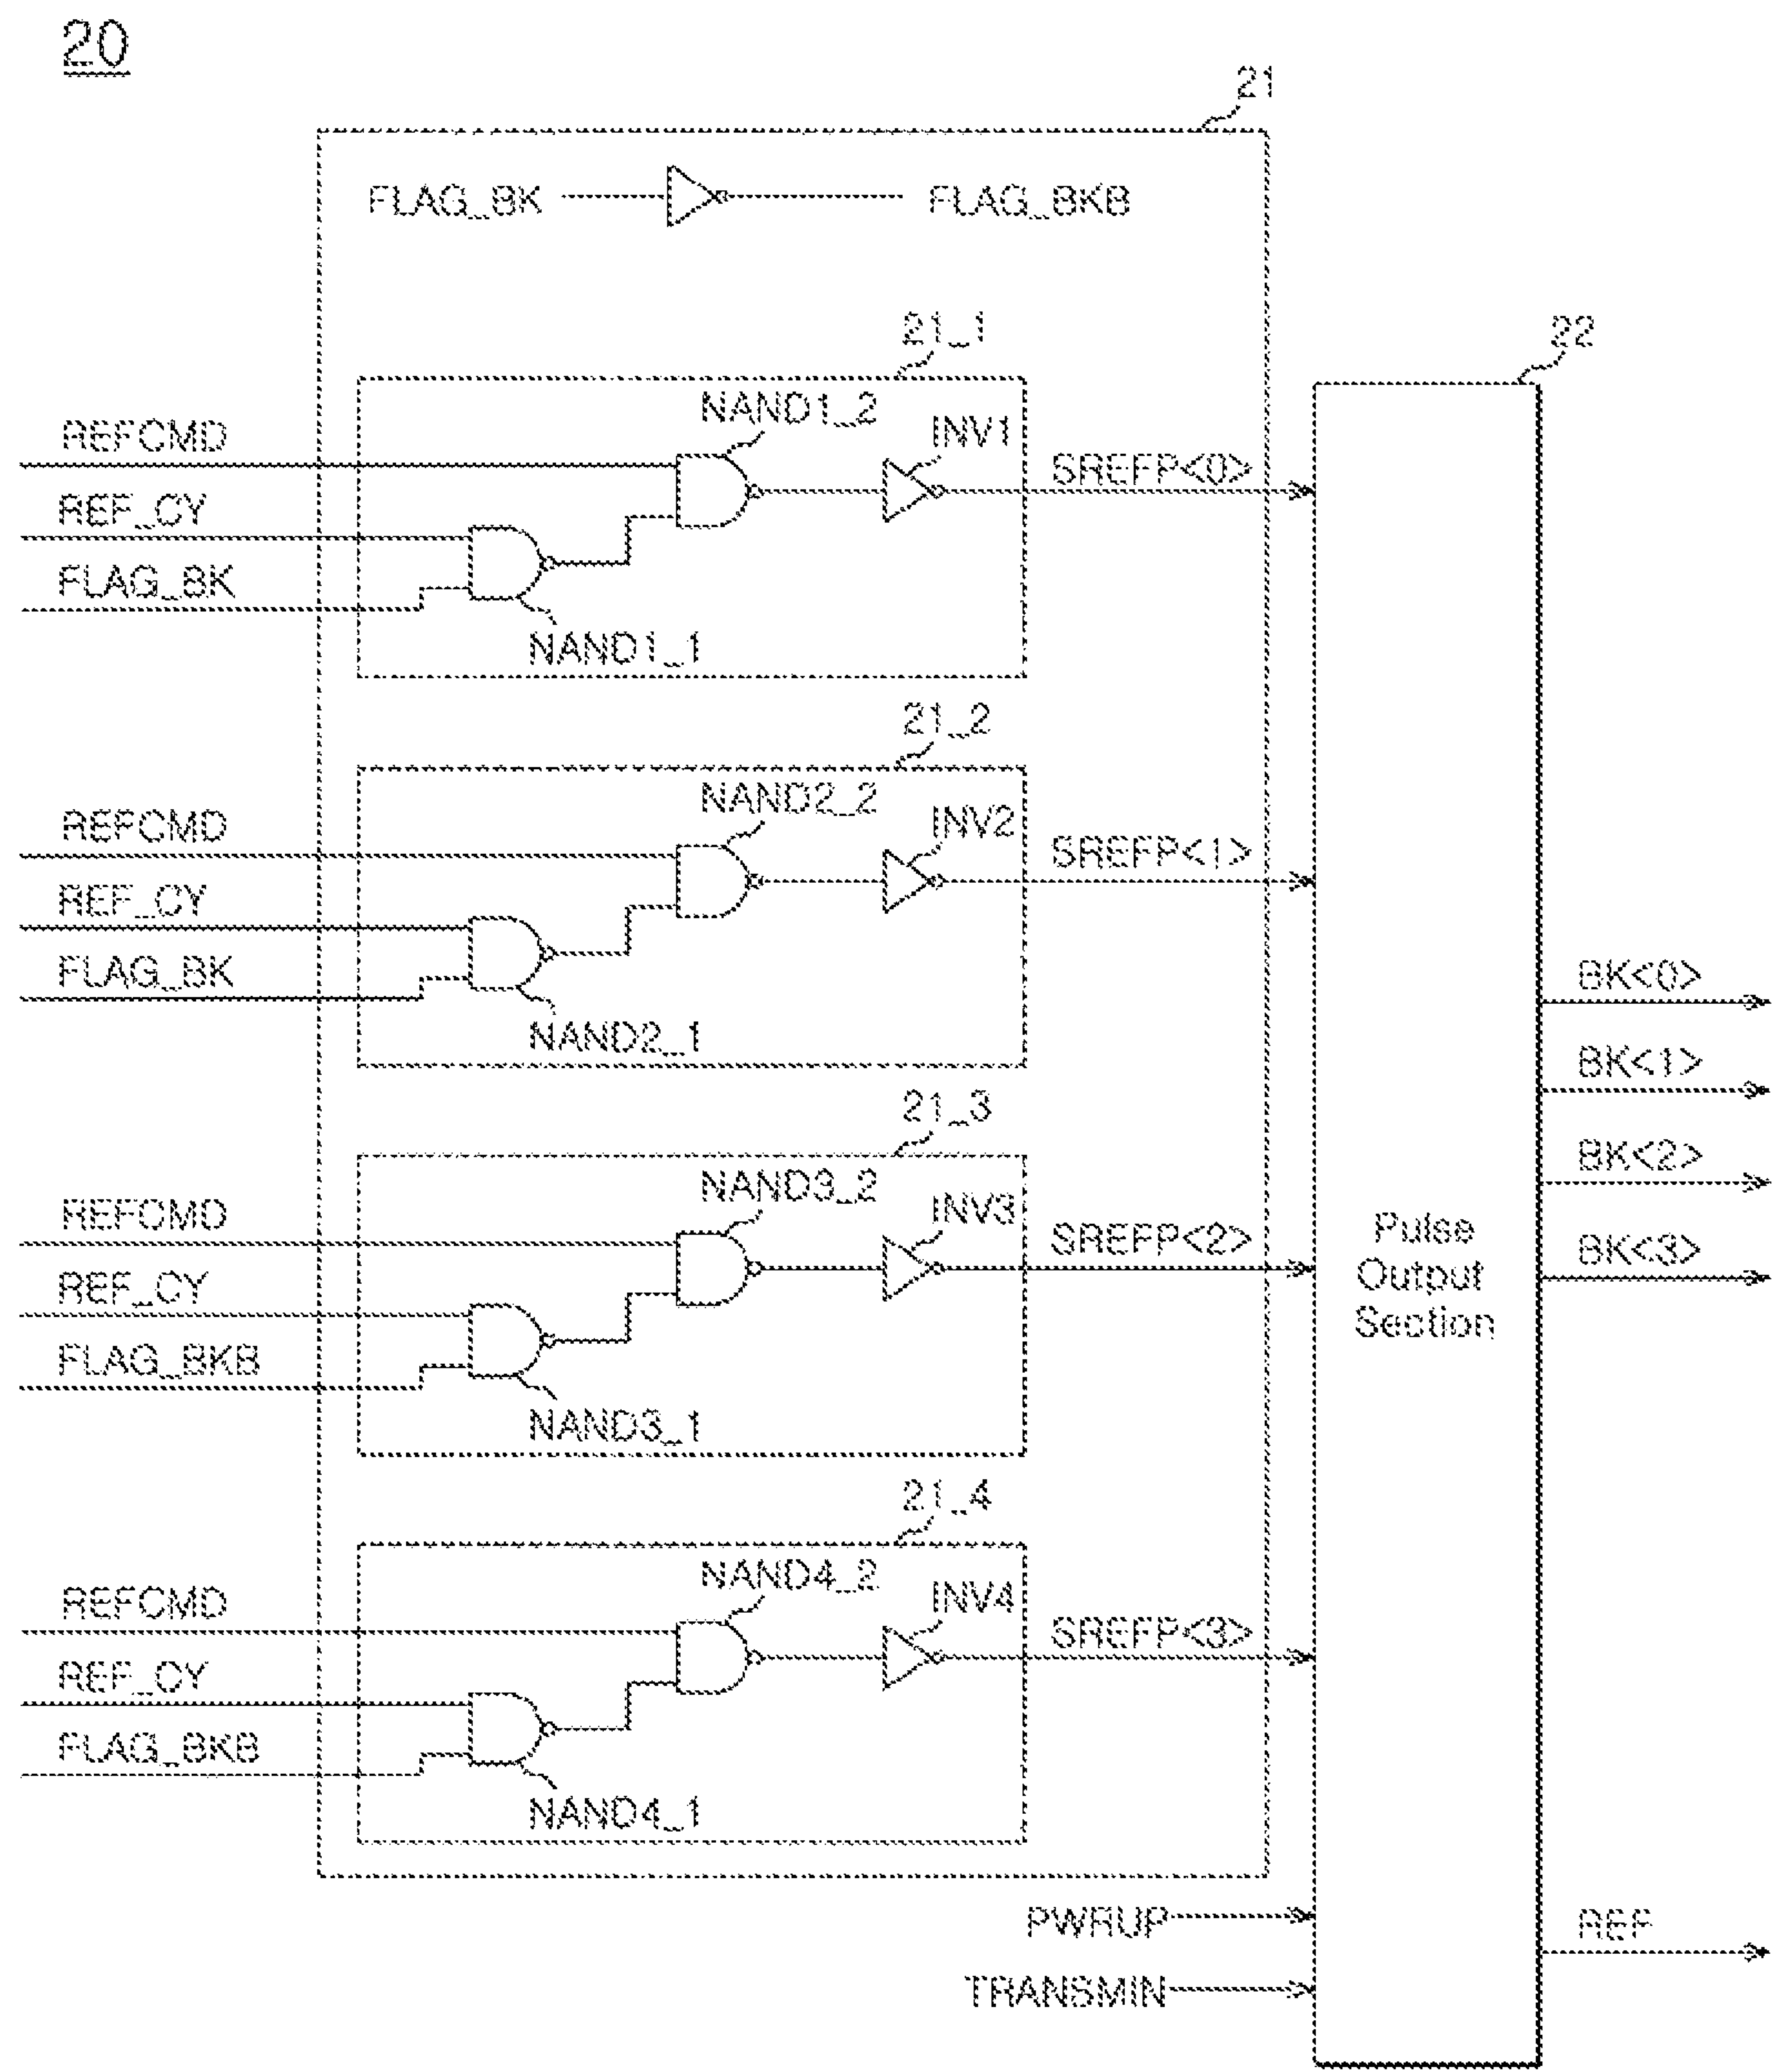 20
21
FLAG_BK
FLAG_BKB
21_1
22
NAND1_2
INV1
REFCMD
SREFP<0>
REF_CY
FLAG_BK
NAND1_1
21_2
NAND2_2
INV2
REFCMD
SREFP<1>
REF_CY
FLAG_BK
NAND2_1
BK<0>
BK<1>
21_3
BK<2>
NAND3_2
INV3
REFCMD
SREFP<2>
BK<3>
REF_CY
FLAG_BKB
NAND3_1
Pulse
Output
Section
21_4
NAND4_2
INV4
REFCMD
SREFP<3>
REF_CY
FLAG_BKB
NAND4_1
PWRUP
REF
TRANSMIN